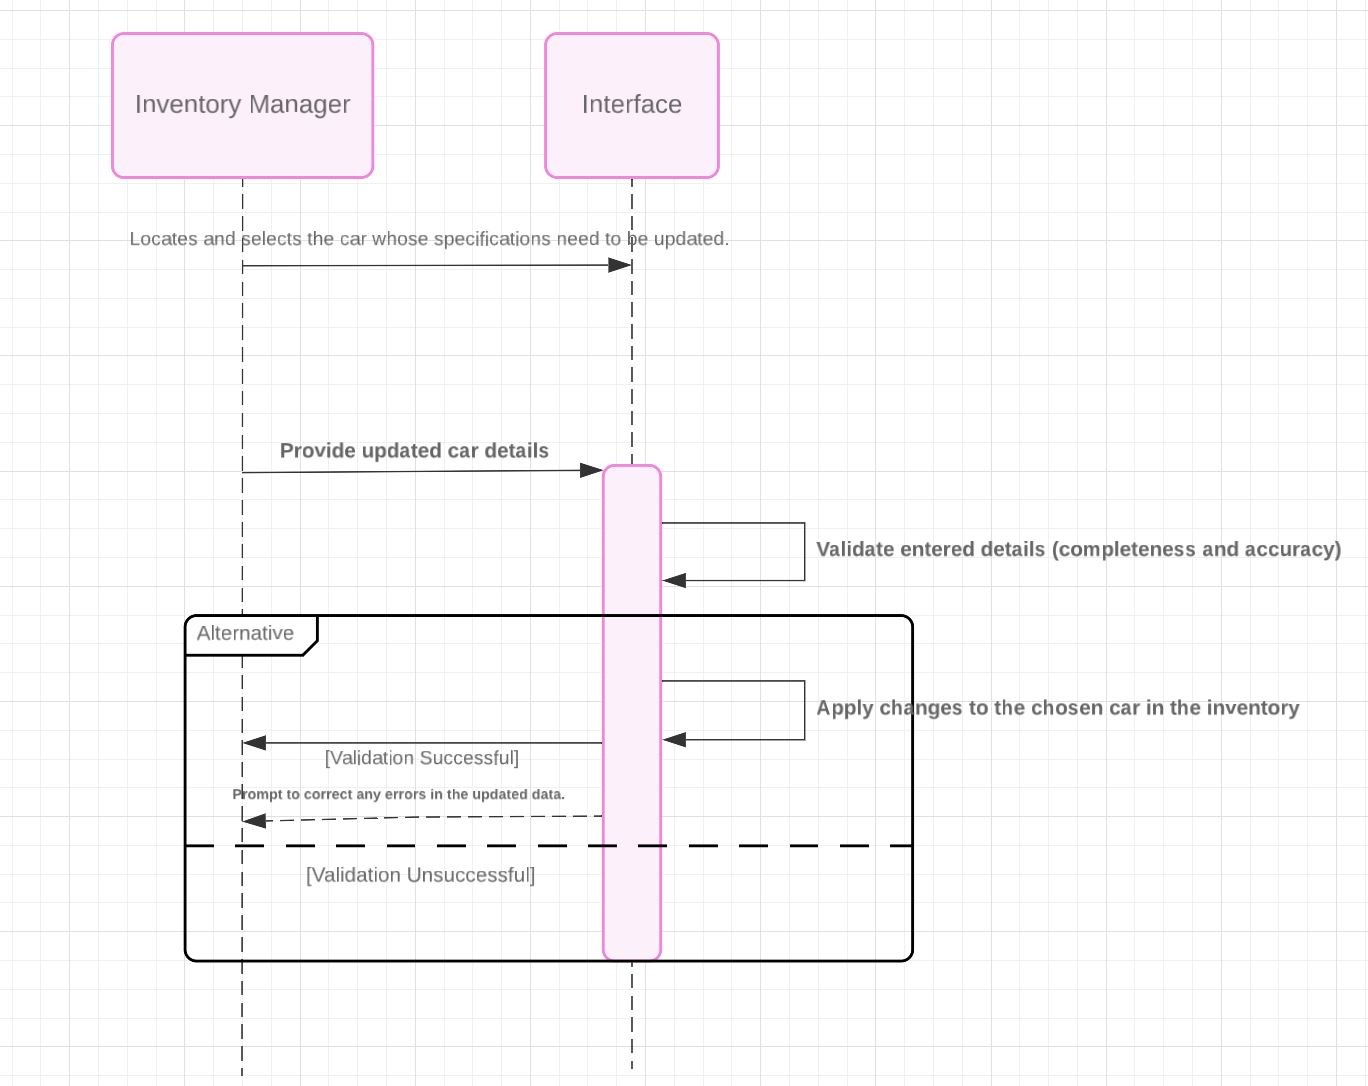 Inventory Manager
Interface
Locates and selects the car whose specifications need to be updated.
Provide updated car details
Validate entered details (completeness and accuracy)
Alternative
Apply changes to the chosen car in the inventory
[Validation Successful]
Prompt to correct any errors in the updated data.
[Validation Unsuccessful]